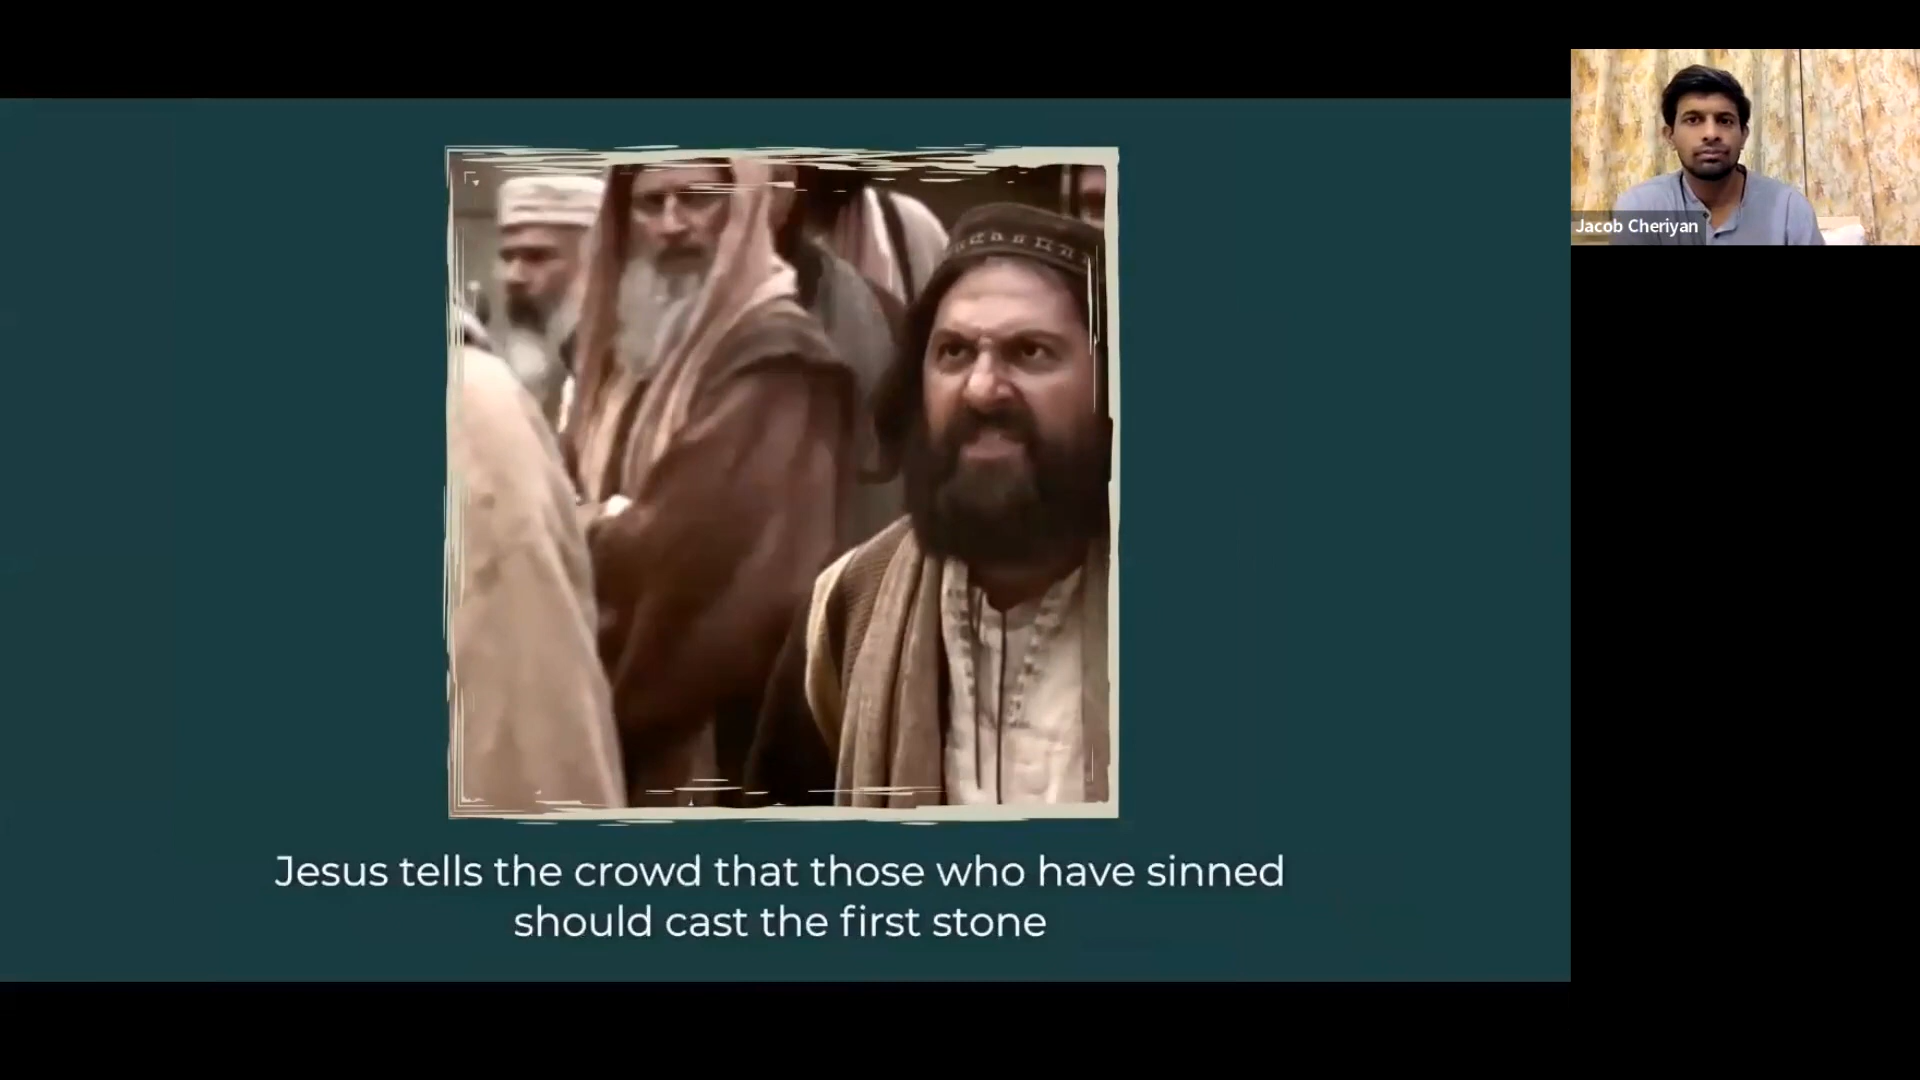 Jacob Cheriyan
Jesus tells the crowd that those who have sinned
should cast the first stone